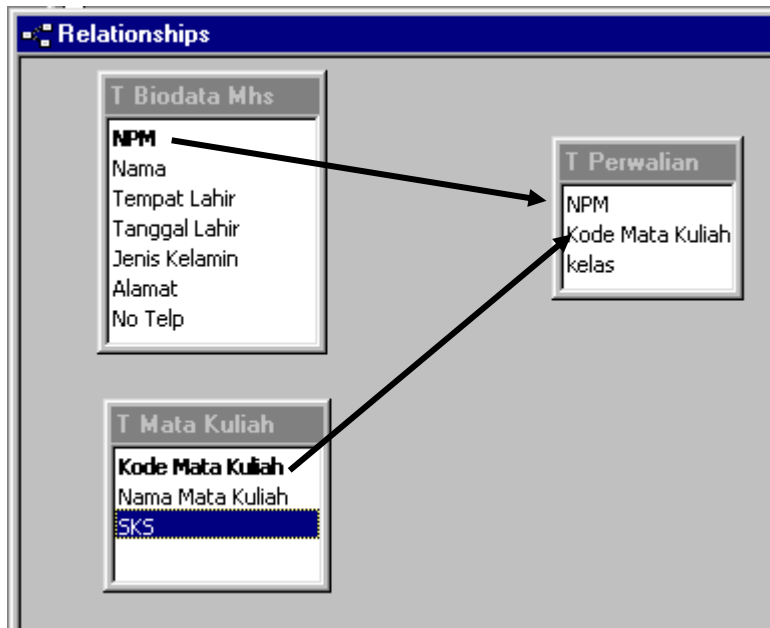 Relationships
T Biodata Mhs
NPM
Nama
Tempat Lahir
Tanggal Lahir
Jenis Kelamin
Alamat
No Telp
T Perwalian
NPM
Kode Mata Kuliah
kelas
T Mata Kuliah
Kode Mata Kuliah
Nama Mata Kuliah
SKS